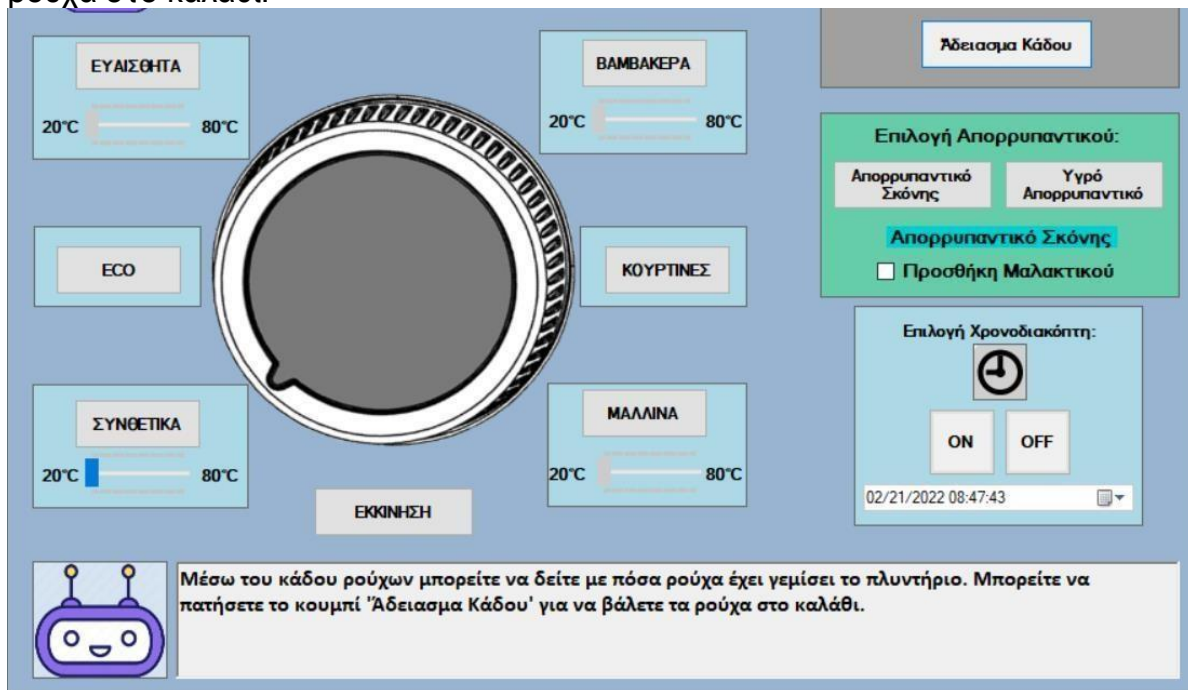 ρούχα στο καλάθι.
Άδειασμα Κάδου
ΕΥΑΙΣΘΗΤΑ
20°C 80°C
ΒΑΜΒΑΚΕΡΑ
20°C 80°C
Επιλογή Απορρυπαντικού:
Απορρυπαντικό
Σκόνης
Υγρό
Απορρυπαντικό
Απορρυπαντικό Σκόνης
Προσθήκη Μαλακτικού
ECO
ΚΟΥΡΤΙΝΕΣ
Επιλογή Χρονοδιακόπτη:
ON
OFF
02/21/2022 08:47:43
ΣΥΝΘΕΤΙΚΑ
20°C 80°C
ΜΑΛΛΙΝΑ
20°C 80°C
ΕΚΚΙΝΗΣΗ
Μέσω του κάδου ρούχων μπορείτε να δείτε με πόσα ρούχα έχει γεμίσει το πλυντήριο. Μπορείτε να
πατήσετε το κουμπί 'Άδειασμα Κάδου' για να βάλετε τα ρούχα στο καλάθι.